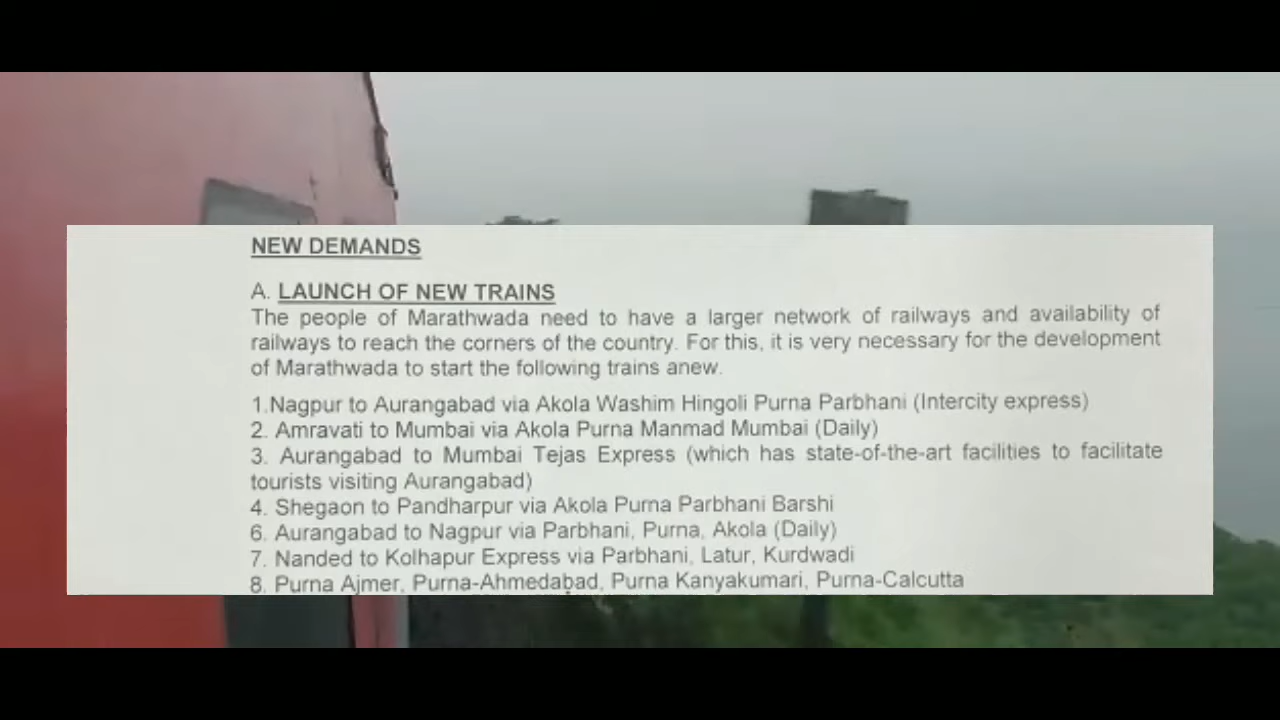 NEW DEMANDS
A. LAUNCH OF NEW TRAINS
The people of Marathwada need to have a larger network of railways and availability of
railways to reach the corners of the country. For this, it is very necessary for the development
of Marathwada to start the following trains anew.
1.Nagpur to Aurangabad via Akola Washim Hingoli Purna Parbhani (Intercity express)
2. Amravati to Mumbai via Akola Purna Manmad Mumbai (Daily)
3. Aurangabad to Mumbai Tejas Express (which has state-of-the-art facilities to facilitate
tourists visiting Aurangabad)
4. Shegaon to Pandharpur via Akola Purna Parbhani Barshi
6. Aurangabad to Nagpur via Parbhani, Purna, Akola (Daily)
7. Nanded to Kolhapur Express via Parbhani, Latur, Kurdwadi
8. Purna Ajmer, Purna-Ahmedabad, Purna Kanyakumari, Purna-Calcutta